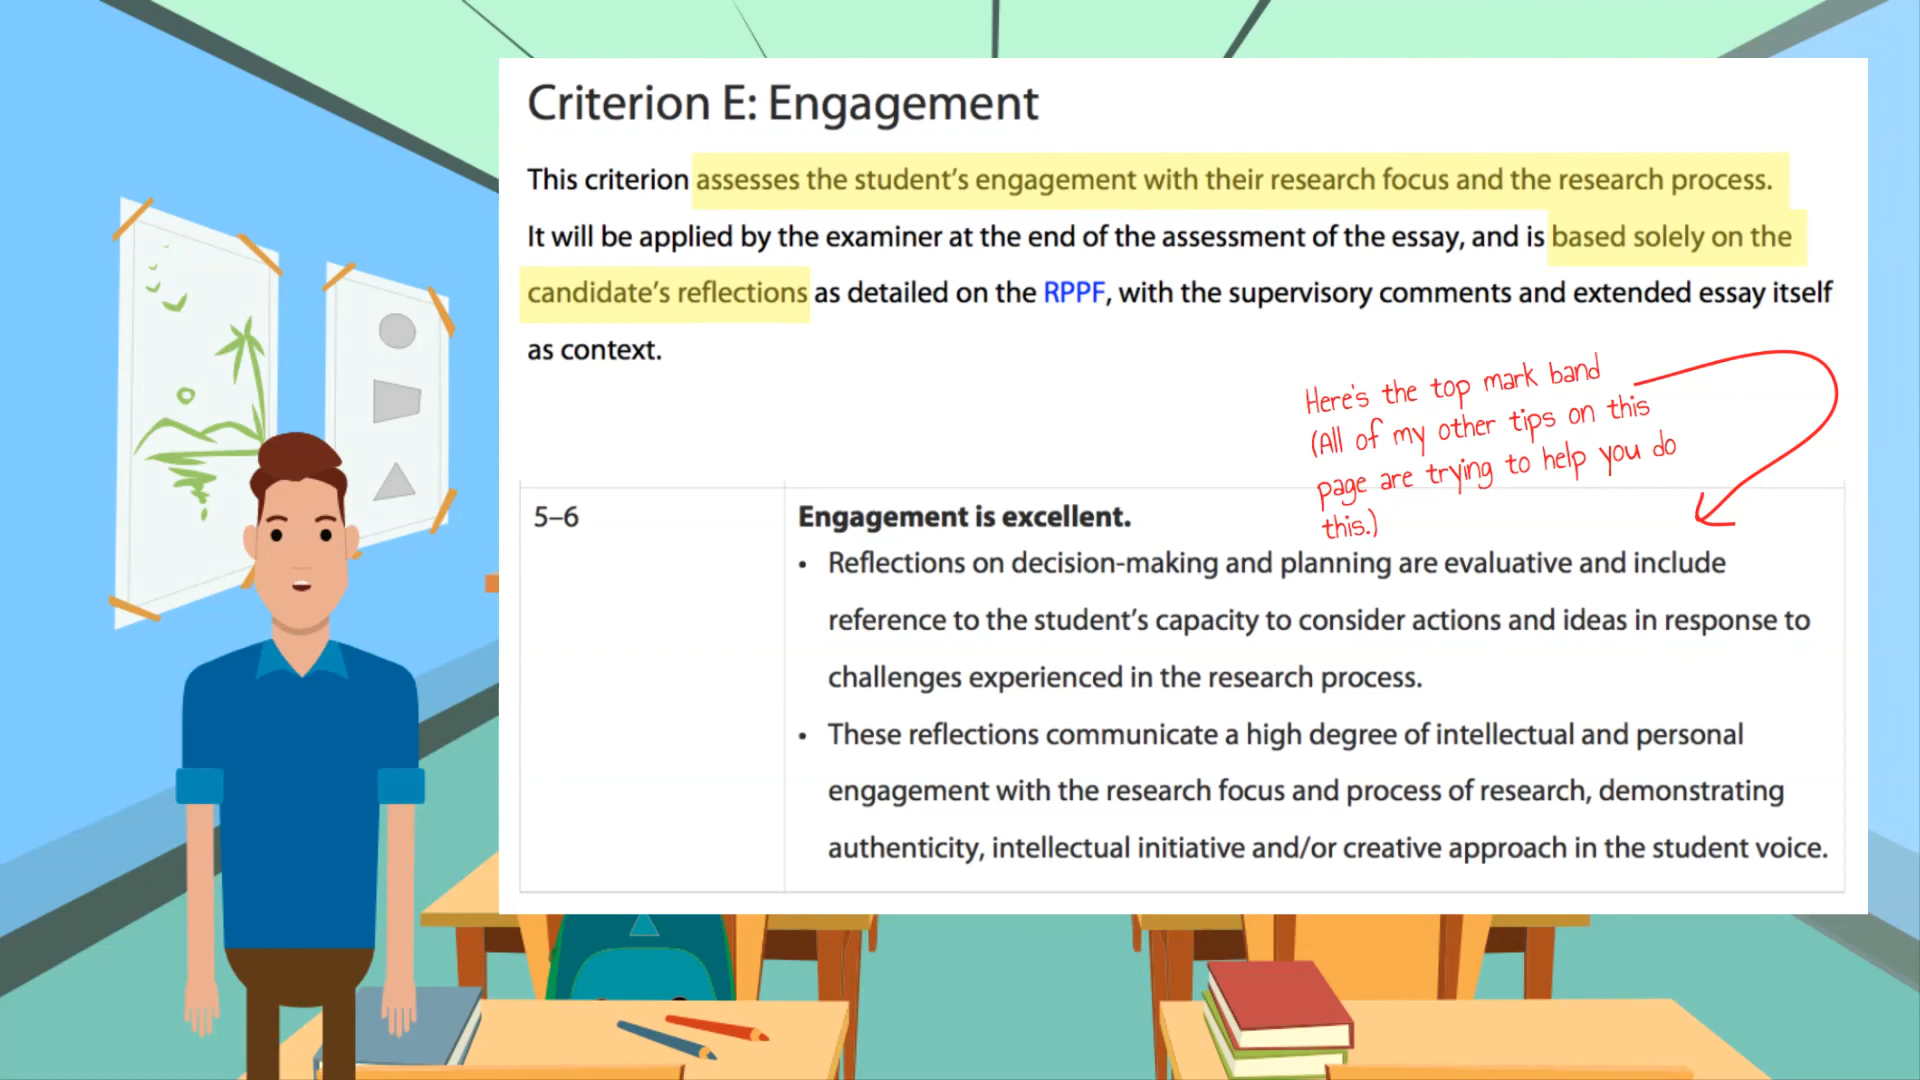 Criterion E: Engagement
This criterion assesses the student's engagement with their research focus and the research process.
It will be applied by the examiner at the end of the assessment of the essay, and is based solely on the
candidate's reflections as detailed on the RPPF, with the supervisory comments and extended essay itself
as context.
Here's the top mark band
(All of my other tips on this
page are trying to help you do
this.)
5–6
Engagement is excellent.
• Reflections on decision-making and planning are evaluative and include
reference to the student's capacity to consider actions and ideas in response to
challenges experienced in the research process.
• These reflections communicate a high degree of intellectual and personal
engagement with the research focus and process of research, demonstrating
authenticity, intellectual initiative and/or creative approach in the student voice.